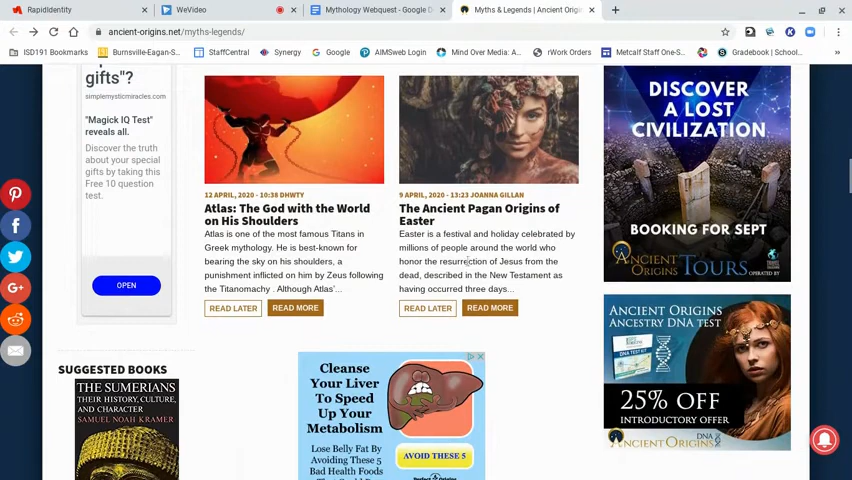 RapidIdentity
WeVideo
Mythology Webquest - Google D
Myths & Legends | Ancient Origin
ancient-origins.net/myths-legends/
ISD191 Bookmarks
Burnsville-Eagan-S...
StaffCentral
Synergy
Google
AIMSweb Login
Mind Over Media: A...
rWork Orders
Metcalf Staff One-S...
Gradebook | School...
gifts"?
simplemysticmiracles.com
"Magick IQ Test"
reveals all.
Discover the
truth about your
special gifts by
taking this
Free 10 question
test.
OPEN
12 APRIL, 2020 - 10:38 DHWTY
Atlas: The God with the World
on His Shoulders
Atlas is one of the most famous Titans in
Greek mythology. He is best-known for
bearing the sky on his shoulders, a
punishment inflicted on him by Zeus following
the Titanomachy . Although Atlas'...
READ LATER
READ MORE
9 APRIL, 2020 - 13:23 JOANNA GILLAN
The Ancient Pagan Origins of
Easter
Easter is a festival and holiday celebrated by
millions of people around the world who
honor the resurrection of Jesus from the
dead, described in the New Testament as
having occurred three days...
READ LATER
READ MORE
DISCOVER
A LOST
CIVILIZATION
BOOKING FOR SEPT
ANCIENT
ORIGINS TOURS OPERATED BY
ANCIENT ORIGINS
ANCESTRY DNA TEST
25% OFF
INTRODUCTORY OFFER
ANCIENT ORIGINS DNA
SUGGESTED BOOKS
THE SUMERIANS
THEIR HISTORY, CULTURE,
AND CHARACTER
SAMUEL NOAH KRAMER
Cleanse
Your Liver
To Speed
Up Your
Metabolism
Lose Belly Fat By
Avoiding These 5
Bad Health Foods
AVOID THESE 5